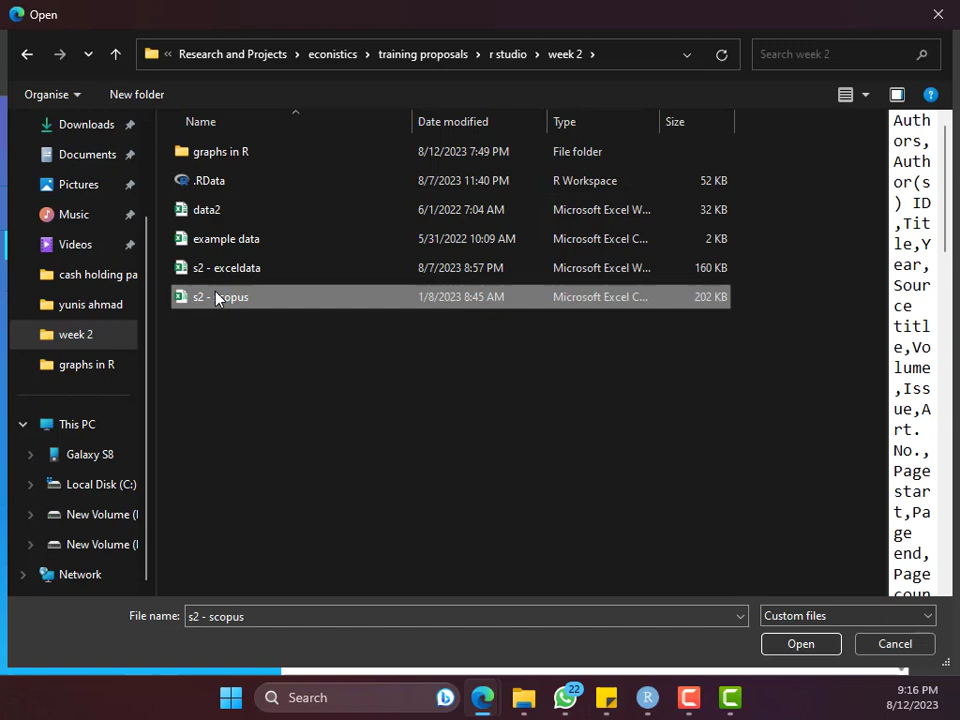 Open
Research and Projects > econistics > training proposals > r studio > week 2 >
Search week 2
Organise
New folder
Name
Date modified
Type
Size
Downloads
Documents
Pictures
Music
Videos
cash holding pa
yunis ahmad
week 2
graphs in R
This PC
Galaxy S8
Local Disk (C:)
New Volume (
New Volume (
Network
graphs in R 8/12/2023 7:49 PM File folder
.RData 8/7/2023 11:40 PM R Workspace 52 KB
data2 6/1/2022 7:04 AM Microsoft Excel W... 32 KB
example data 5/31/2022 10:09 AM Microsoft Excel C... 2 KB
s2 - exceldata 8/7/2023 8:57 PM Microsoft Excel W... 160 KB
s2 - scopus 1/8/2023 8:45 AM Microsoft Excel C... 202 KB
Auth
ors,
Auth
or(s
) ID
,Tit
le,Y
ear,
Sour
ce
titl
e,Vo
lume
,Iss
ue,A
rt.
No.,
Page
star
t,Pa
ge
end,
Page
coun
File name: s2 - scopus
Custom files
Open
Cancel
Search
22
9:16 PM
8/12/2023